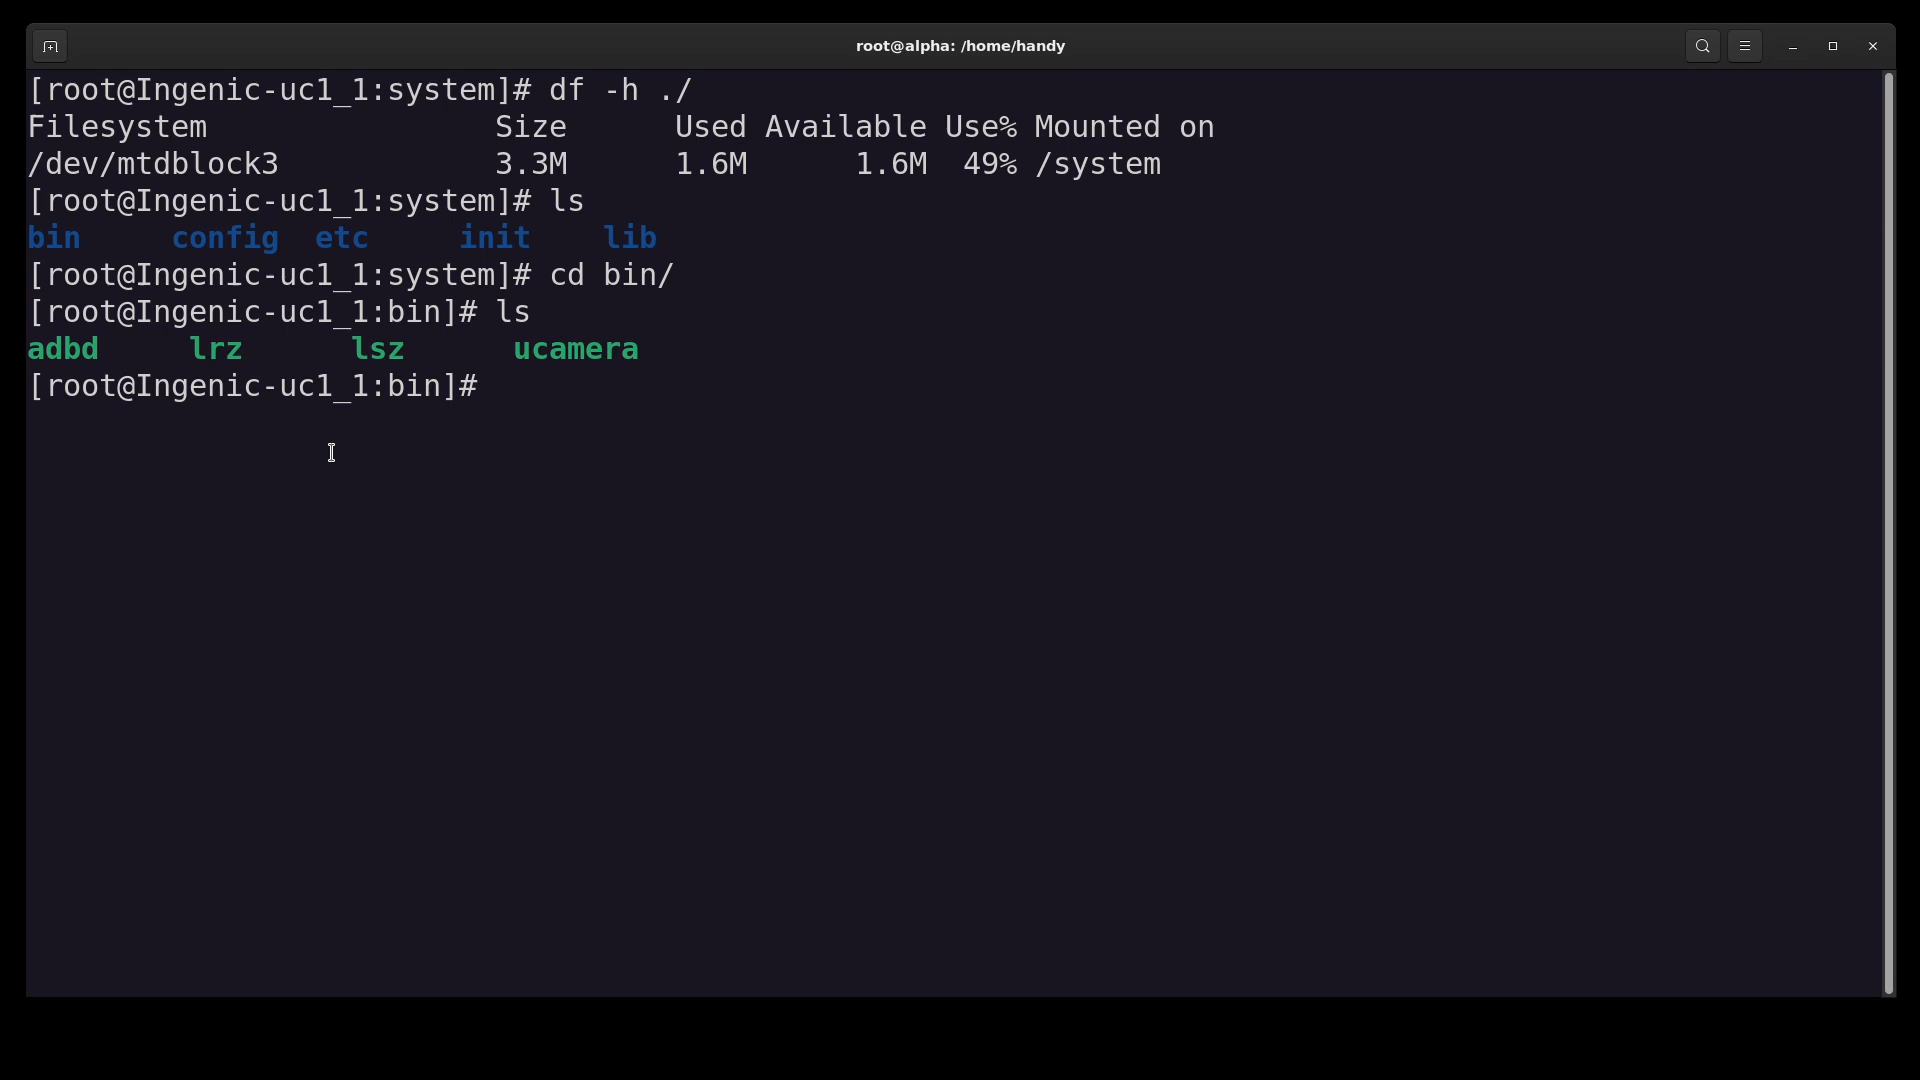 root@alpha: /home/handy
[root@Ingenic-uc1_1:system]# df -h ./
Filesystem                Size      Used Available Use% Mounted on
/dev/mtdblock3            3.3M      1.6M      1.6M  49% /system
[root@Ingenic-uc1_1:system]# ls
bin     config  etc     init    lib
[root@Ingenic-uc1_1:system]# cd bin/
[root@Ingenic-uc1_1:bin]# ls
adbd     lrz      lsz      ucamera
[root@Ingenic-uc1_1:bin]#